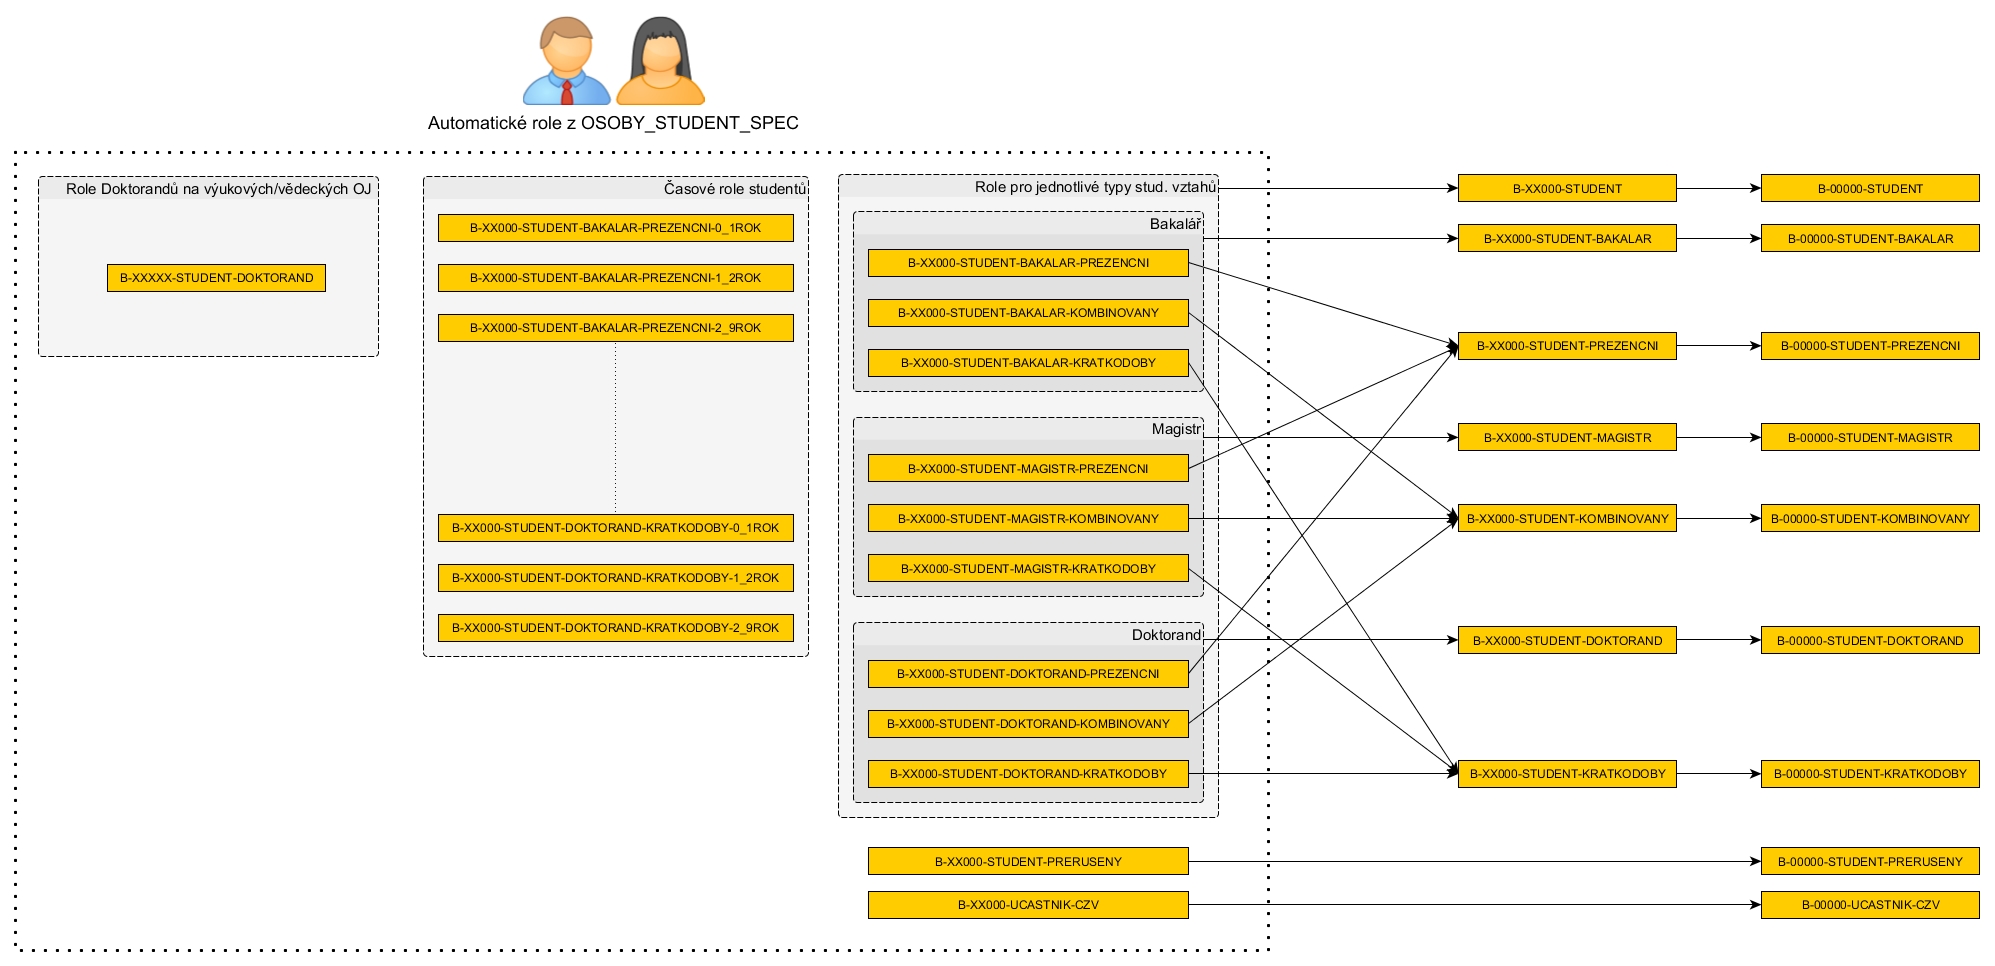 Automatické role z OSOBY_STUDENT_SPEC
Role Doktorandů na výukových/vědeckých OJ
B-XXXXX-STUDENT-DOKTORAND
Časové role studentů
B-XX000-STUDENT-BAKALAR-PREZENCNI-0_1ROK
B-XX000-STUDENT-BAKALAR-PREZENCNI-1_2ROK
B-XX000-STUDENT-BAKALAR-PREZENCNI-2_9ROK
B-XX000-STUDENT-DOKTORAND-KRATKODOBY-0_1ROK
B-XX000-STUDENT-DOKTORAND-KRATKODOBY-1_2ROK
B-XX000-STUDENT-DOKTORAND-KRATKODOBY-2_9ROK
Role pro jednotlivé typy stud. vztahů
Bakalář
B-XX000-STUDENT-BAKALAR-PREZENCNI
B-XX000-STUDENT-BAKALAR-KOMBINOVANY
B-XX000-STUDENT-BAKALAR-KRATKODOBY
Magistr
B-XX000-STUDENT-MAGISTR-PREZENCNI
B-XX000-STUDENT-MAGISTR-KOMBINOVANY
B-XX000-STUDENT-MAGISTR-KRATKODOBY
Doktorand
B-XX000-STUDENT-DOKTORAND-PREZENCNI
B-XX000-STUDENT-DOKTORAND-KOMBINOVANY
B-XX000-STUDENT-DOKTORAND-KRATKODOBY
B-XX000-STUDENT-PRERUSENY
B-XX000-UCASTNIK-CZV
B-XX000-STUDENT
B-XX000-STUDENT-BAKALAR
B-XX000-STUDENT-PREZENCNI
B-XX000-STUDENT-MAGISTR
B-XX000-STUDENT-KOMBINOVANY
B-XX000-STUDENT-DOKTORAND
B-XX000-STUDENT-KRATKODOBY
B-00000-STUDENT
B-00000-STUDENT-BAKALAR
B-00000-STUDENT-PREZENCNI
B-00000-STUDENT-MAGISTR
B-00000-STUDENT-KOMBINOVANY
B-00000-STUDENT-DOKTORAND
B-00000-STUDENT-KRATKODOBY
B-00000-STUDENT-PRERUSENY
B-00000-UCASTNIK-CZV